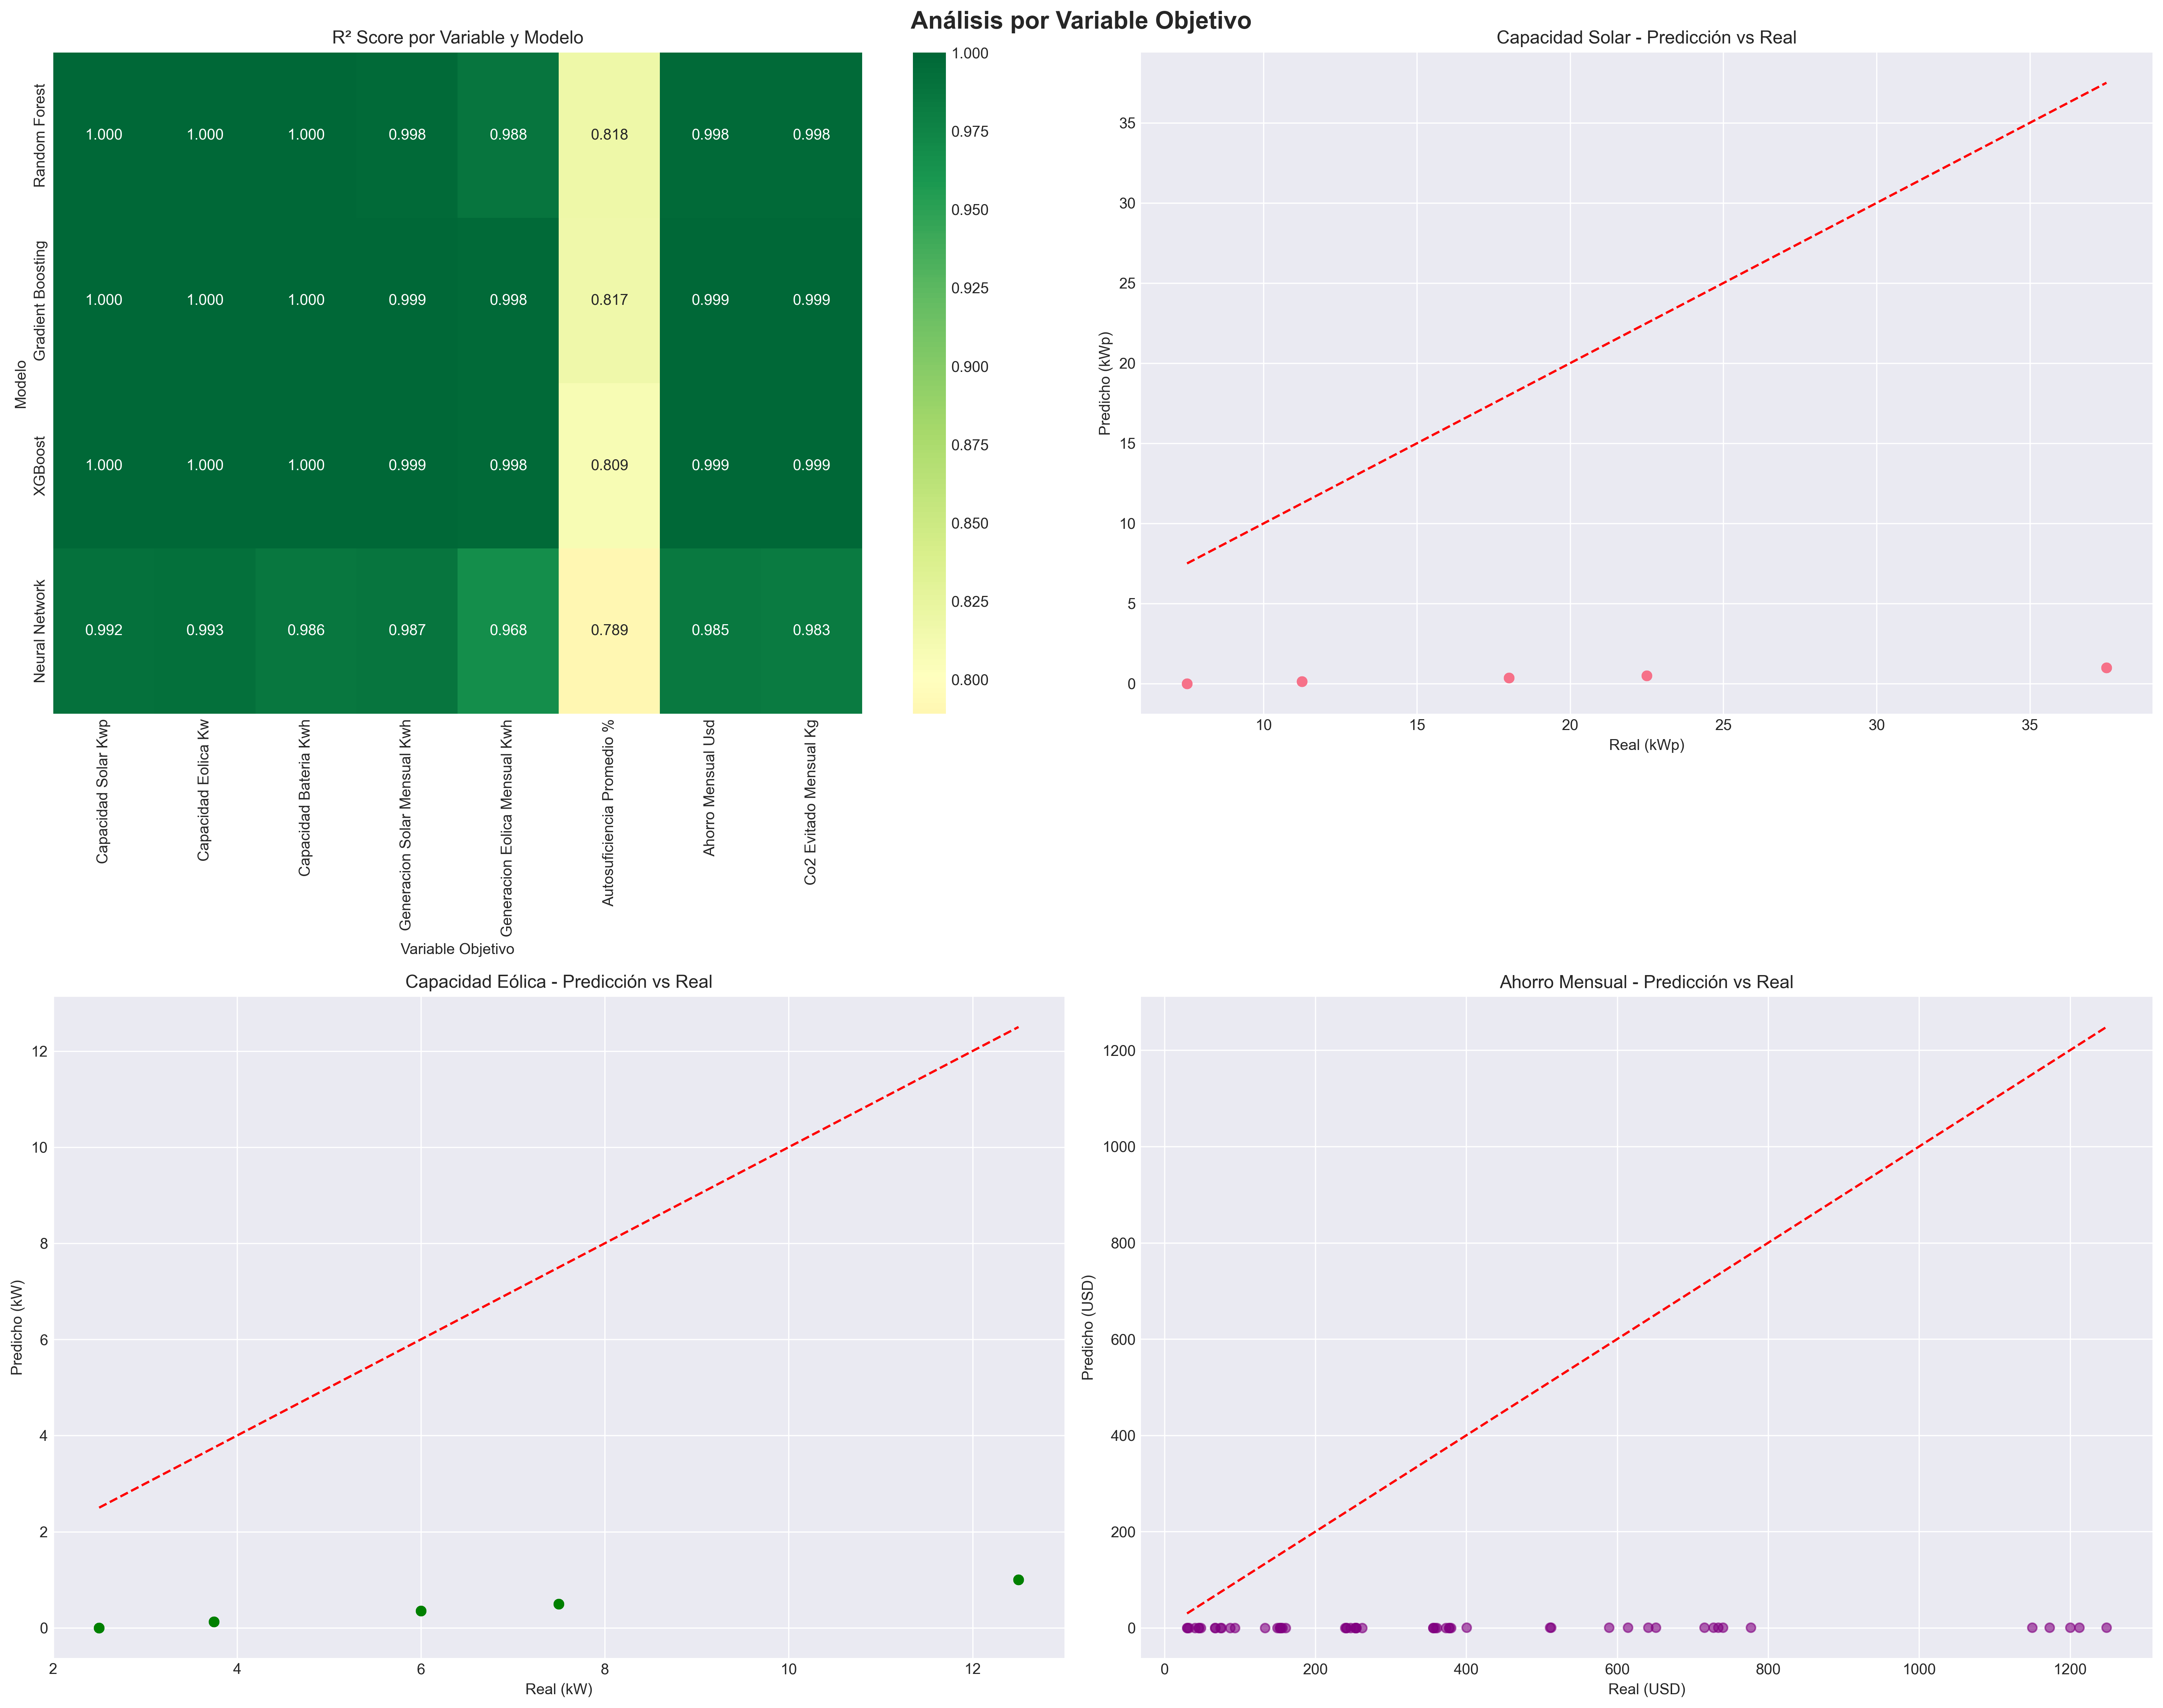 Análisis por Variable Objetivo
R² Score por Variable y Modelo
Modelo
Random Forest
Gradient Boosting
XGBoost
Neural Network
1.000 1.000 1.000 0.998 0.988 0.818 0.998 0.998
1.000 1.000 1.000 0.999 0.998 0.817 0.999 0.999
1.000 1.000 1.000 0.999 0.998 0.809 0.999 0.999
0.992 0.993 0.986 0.987 0.968 0.789 0.985 0.983
Capacidad Solar Kwp
Capacidad Eolica Kw
Capacidad Bateria Kwh
Generacion Solar Mensual Kwh
Generacion Eolica Mensual Kwh
Autosuficiencia Promedio %
Ahorro Mensual Usd
Co2 Evitado Mensual Kg
Variable Objetivo
1.000
0.975
0.950
0.925
0.900
0.875
0.850
0.825
0.800
Capacidad Solar - Predicción vs Real
Predicho (kWp)
35
30
25
20
15
10
5
0
10 15 20 25 30 35
Real (kWp)
Capacidad Eólica - Predicción vs Real
Predicho (kW)
12
10
8
6
4
2
0
2 4 6 8 10 12
Real (kW)
Ahorro Mensual - Predicción vs Real
Predicho (USD)
1200
1000
800
600
400
200
0
0 200 400 600 800 1000 1200
Real (USD)